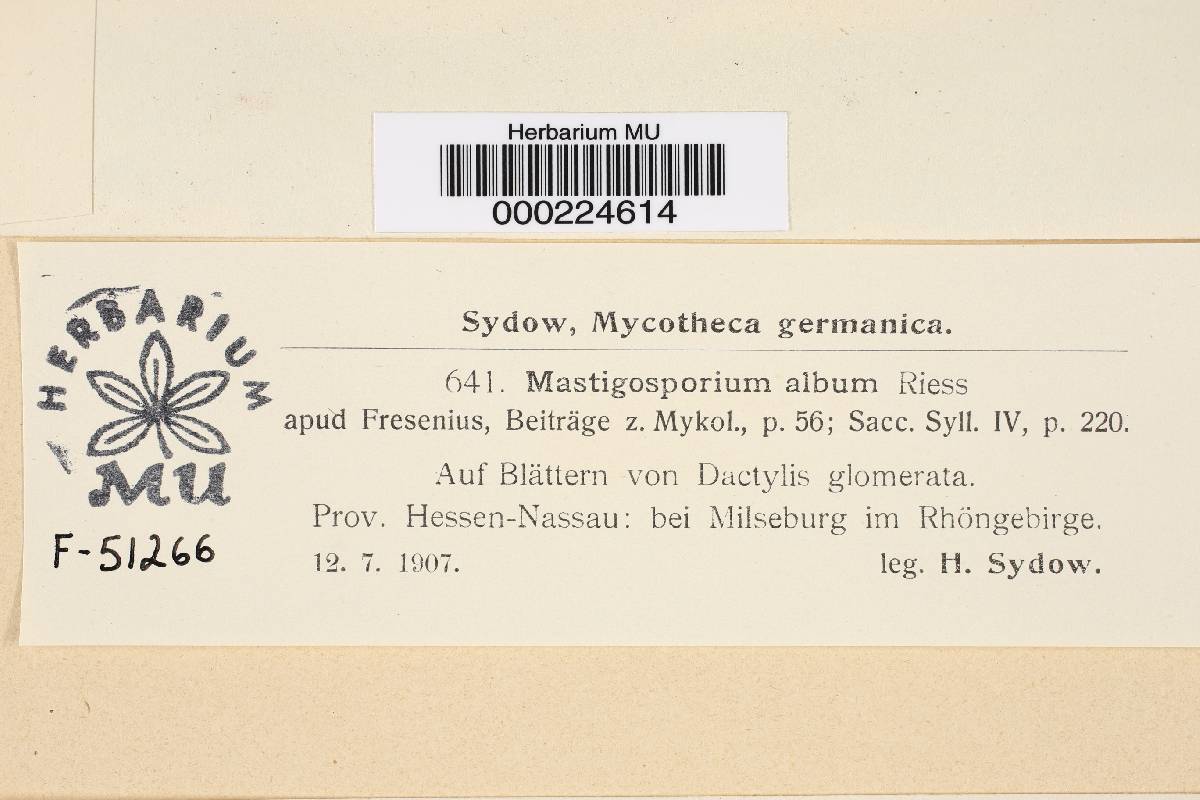 Herbarium MU
000224614
HERBARIUM
MU
F-51266
Sydow, Mycotheca germanica.
641. Mastigosporium album Riess
apud Fresenius, Beiträge z. Mykol., p. 56; Sacc. Syll. IV, p. 220.
Auf Blättern von Dactylis glomerata.
Prov. Hessen-Nassau: bei Milseburg im Rhöngebirge.
12. 7. 1907. leg. H. Sydow.